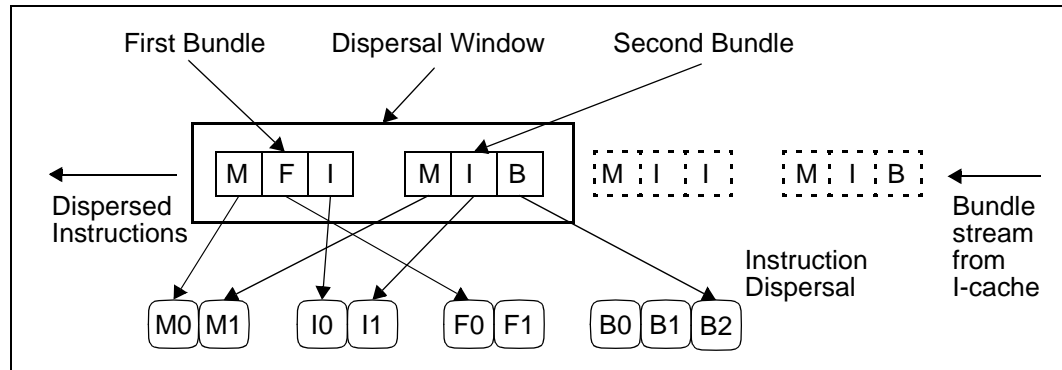 First Bundle Dispersal Window Second Bundle
M F I M I B M I I M I B
Dispersed
Instructions
Bundle
stream
from
I-cache
Instruction
Dispersal
M0 M1 I0 I1 F0 F1 B0 B1 B2